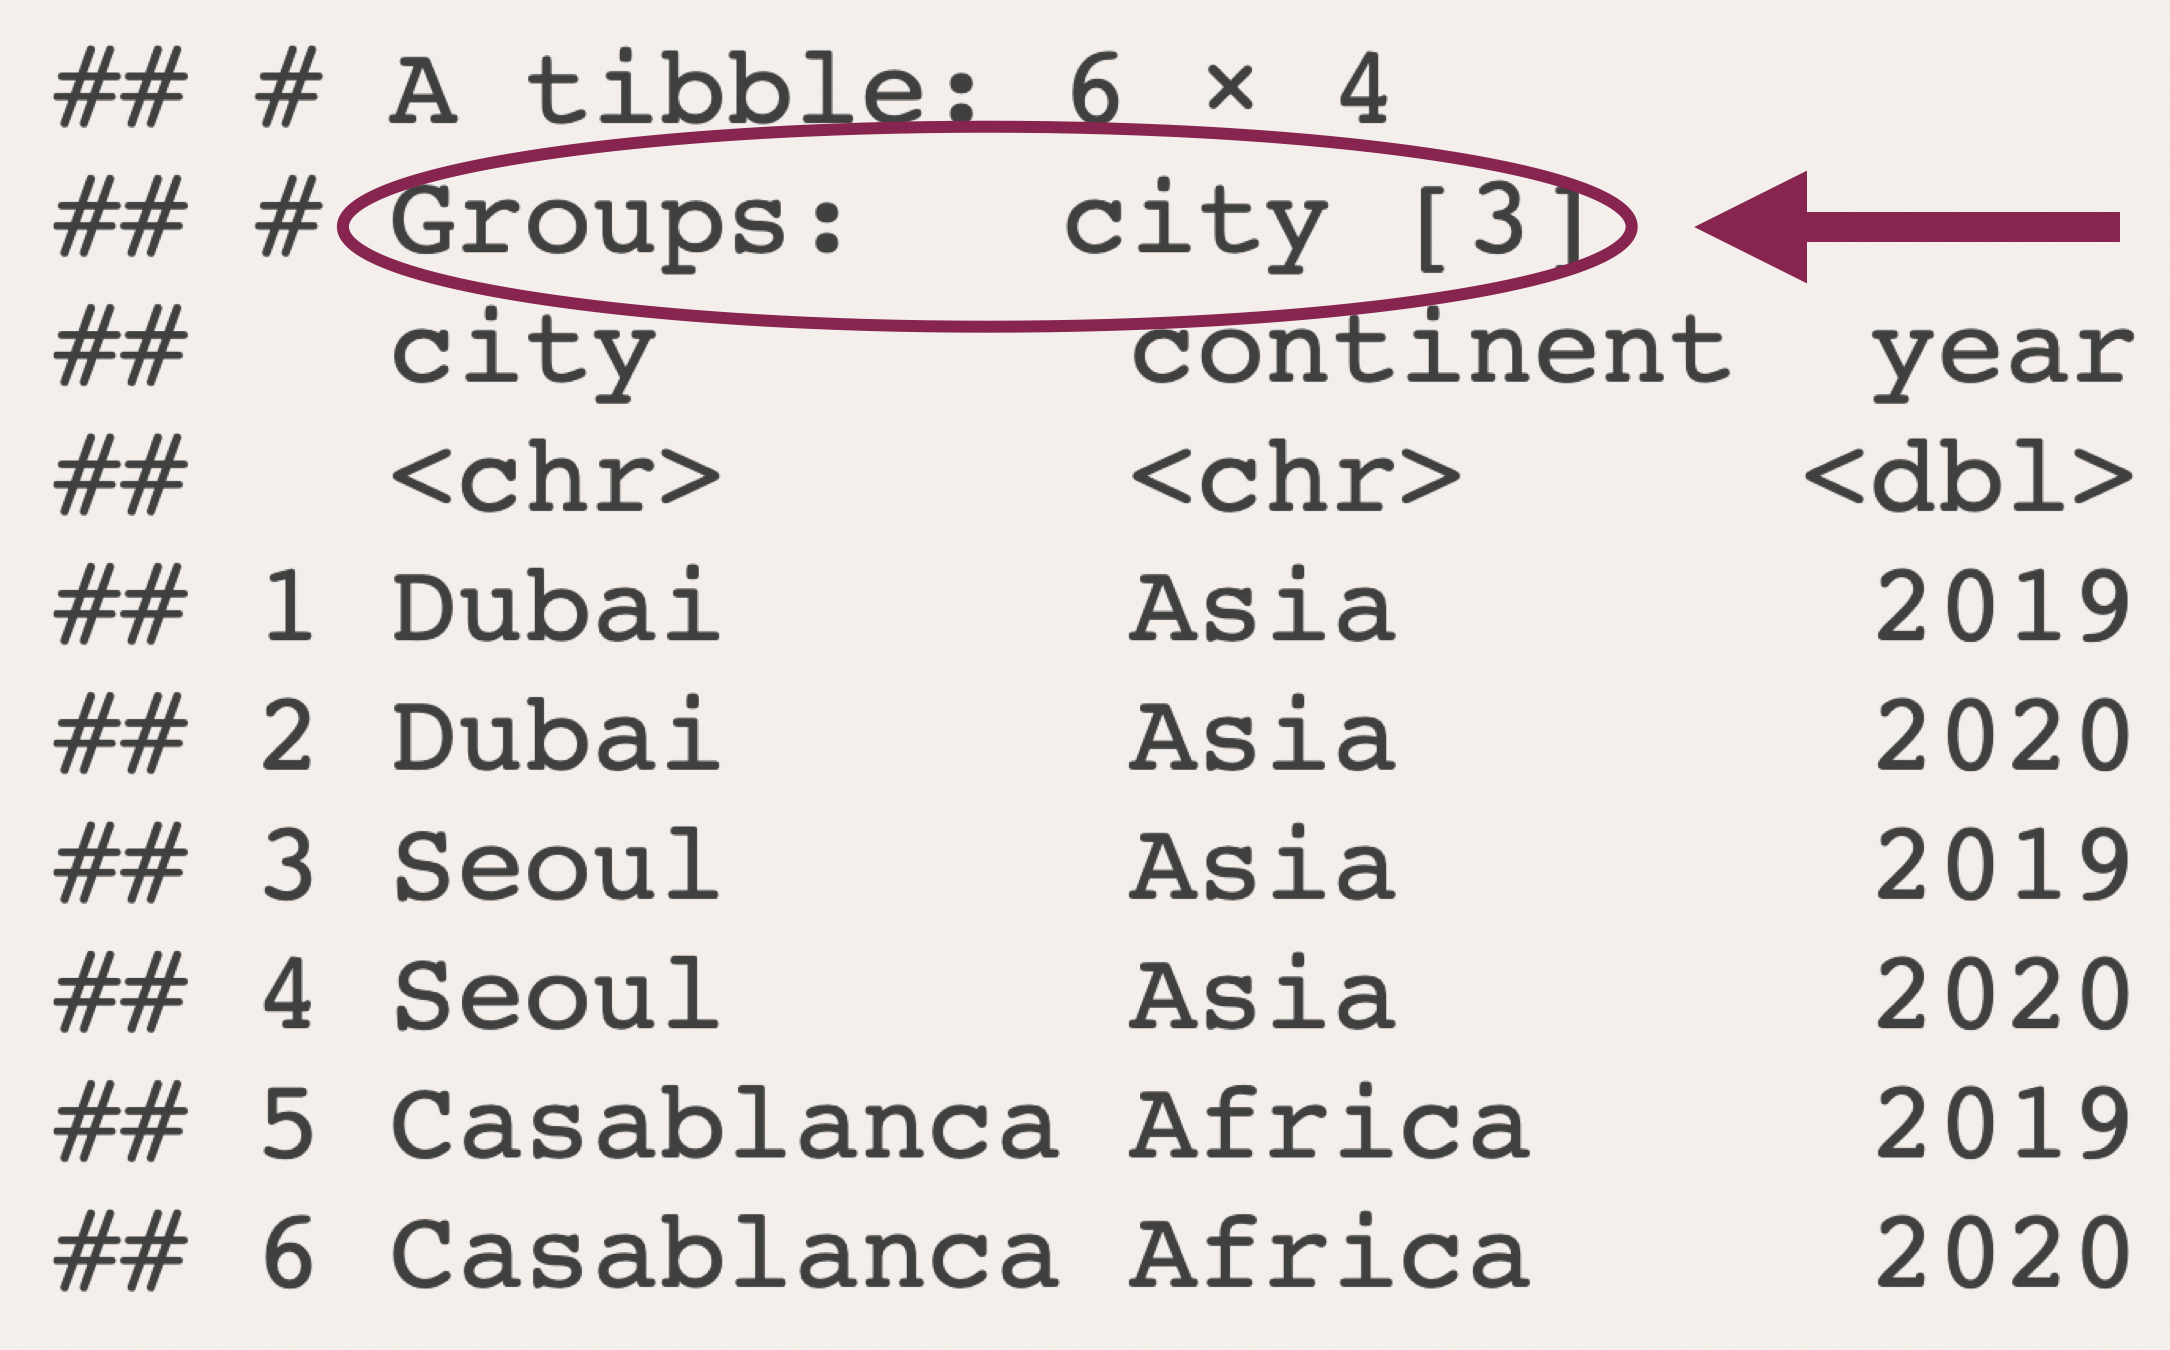 ## # A tibble: 6 × 4
## # Groups:   city [3]
##   city       continent  year
##   <chr>      <chr>     <dbl>
## 1 Dubai      Asia       2019
## 2 Dubai      Asia       2020
## 3 Seoul      Asia       2019
## 4 Seoul      Asia       2020
## 5 Casablanca Africa     2019
## 6 Casablanca Africa     2020